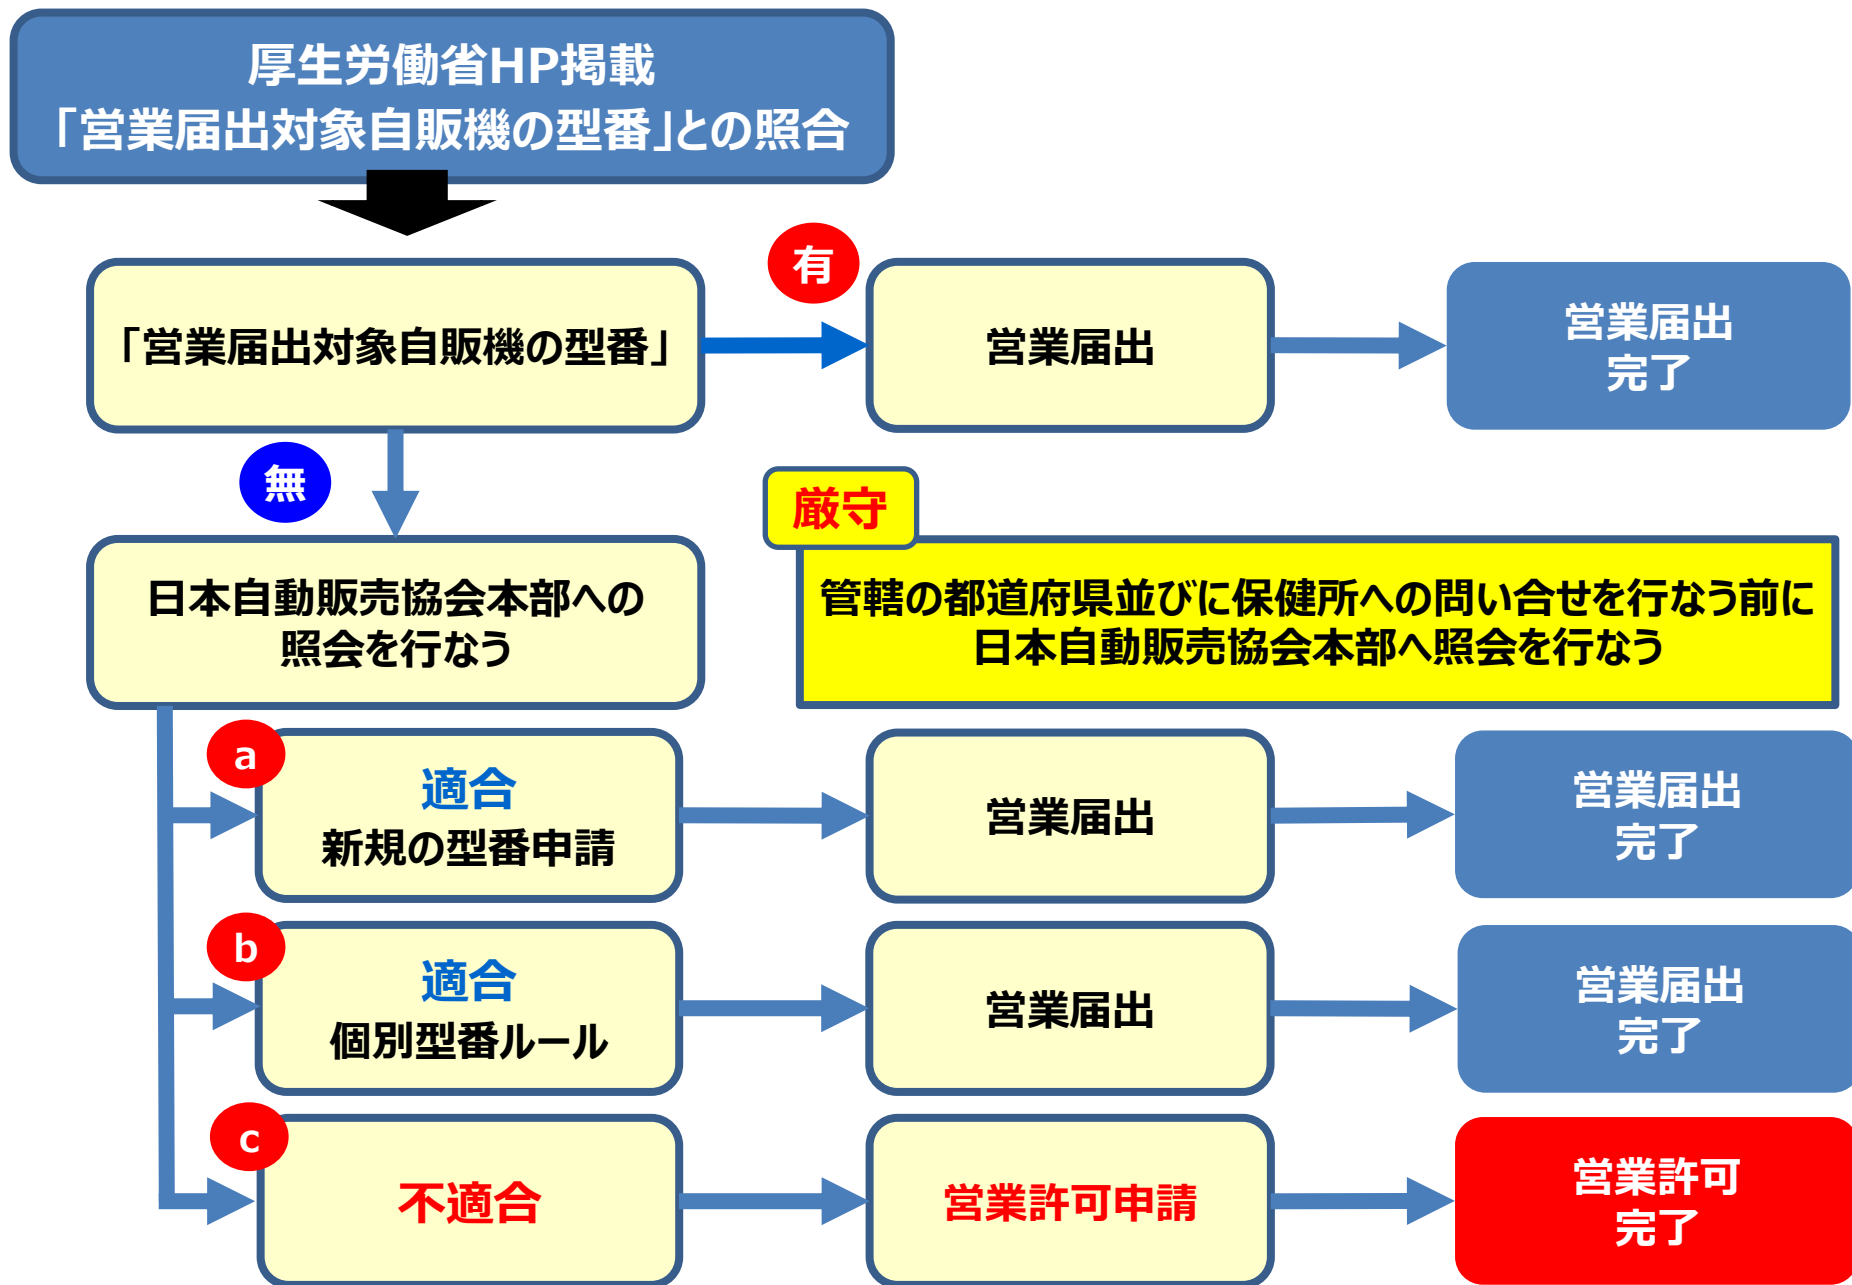 厚生労働省HP掲載
「営業届出対象自販機の型番」との照合
有
「営業届出対象自販機の型番」
営業届出
営業届出
完了
無
厳守
日本自動販売協会本部への
照会を行なう
管轄の都道府県並びに保健所への問い合せを行なう前に
日本自動販売協会本部へ照会を行なう
a
適合
新規の型番申請
営業届出
営業届出
完了
b
適合
個別型番ルール
営業届出
営業届出
完了
c
不適合
営業許可申請
営業許可
完了